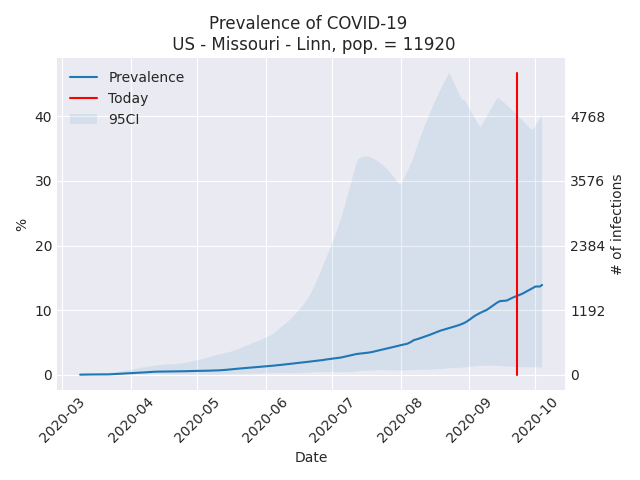 Prevalence of COVID-19
US - Missouri - Linn, pop. = 11920
Prevalence
Today
95CI
40
30
20
10
0
%
4768
3576
2384
1192
0
# of infections
2020-03
2020-04
2020-05
2020-06
2020-07
2020-08
2020-09
2020-10
Date